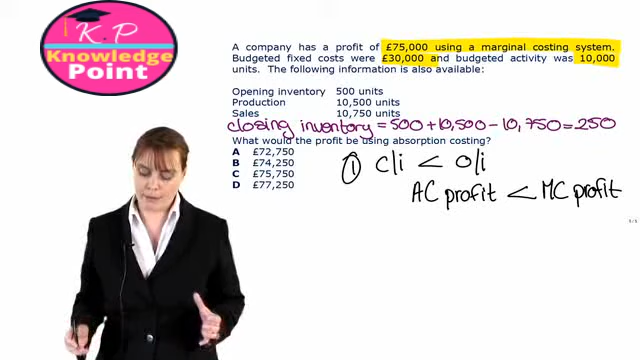 K.P
Knowledge
Point
A company has a profit of £75,000 using a marginal costing system.
Budgeted fixed costs were £30,000 and budgeted activity was 10,000
units. The following information is also available:
Opening inventory 500 units
Production 10,500 units
Sales 10,750 units
closing inventory = 500 + 10,500 - 10,750 = 250
What would the profit be using absorption costing?
A £72,750
B £74,250
C £75,750
D £77,250
① C/i < O/i
AC profit < MC profit